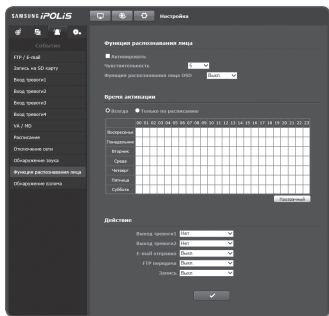 SAMSUNG iPOLiS
Настройка
События
FTP / E-mail
Запись на SD карту
Вход тревоги1
Вход тревоги2
Вход тревоги3
Вход тревоги4
VA / MD
Расписание
Отключение сети
Обнаружение звука
Функция распознавания лица
Обнаружение взлома
Функция распознавания лица
Активировать
Чувствительность 5
Функция распознавания лица OSD Выкл
Время активации
Всегда Только по расписанию
00 01 02 03 04 05 06 07 08 09 10 11 12 13 14 15 16 17 18 19 20 21 22 23
Воскресенье
Понедельник
Вторник
Среда
Четверг
Пятница
Суббота
Прозрачный
Действие
Выход тревоги1 Нет
Выход тревоги2 Нет
E-mail отправка Выкл
FTP передача Выкл
Запись Выкл